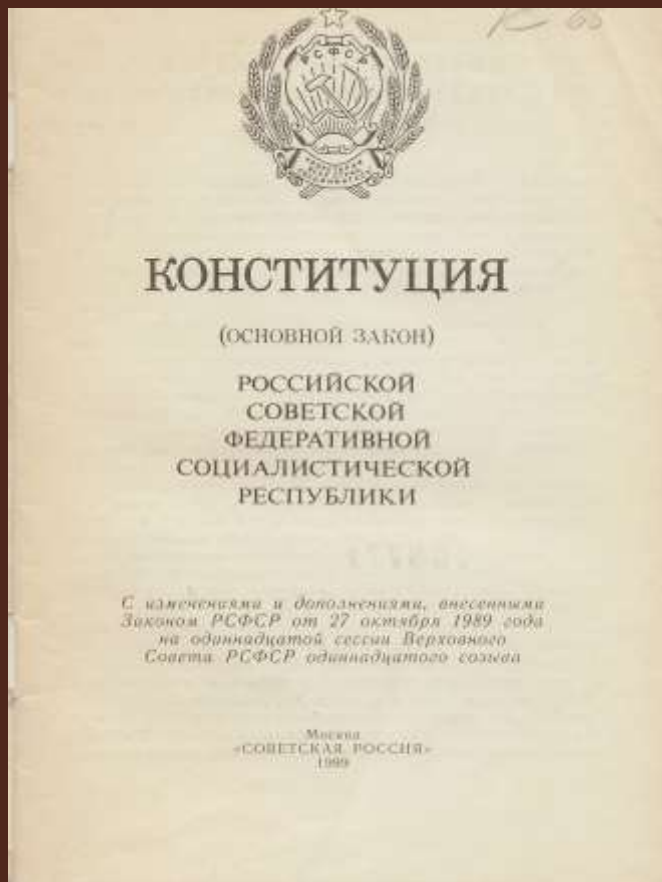 РСФСР
КОНСТИТУЦИЯ
(ОСНОВНОЙ ЗАКОН)
РОССИЙСКОЙ
СОВЕТСКОЙ
ФЕДЕРАТИВНОЙ
СОЦИАЛИСТИЧЕСКОЙ
РЕСПУБЛИКИ
С изменениями и дополнениями, внесенными
Законом РСФСР от 27 октября 1989 года
на одиннадцатой сессии Верховного
Совета РСФСР одиннадцатого созыва
Москва
«СОВЕТСКАЯ РОССИЯ»
1989